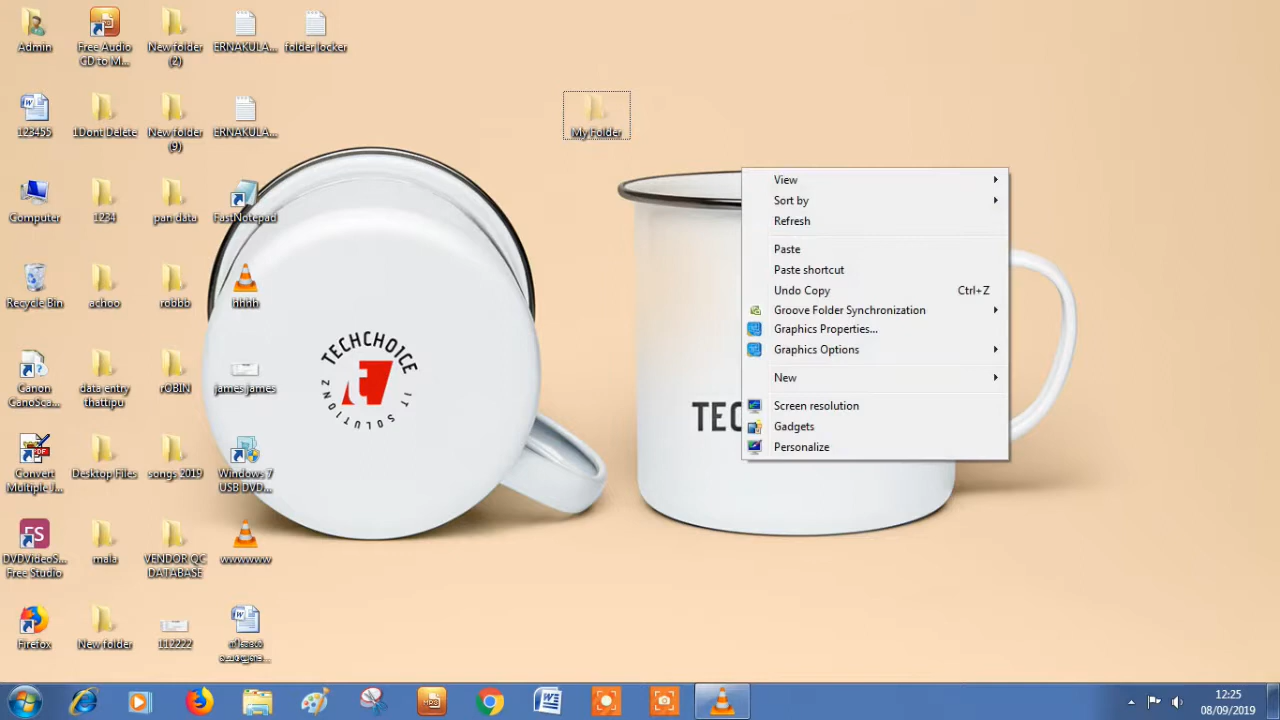 Admin
Free Audio
CD to M...
New folder
(2)
ERNAKULA...
folder locker
123455
1Dont Delete
New folder
(9)
ERNAKULA...
My Folder
Computer
1234
pan data
FastNotepad
Recycle Bin
achoo
robbb
hhhh
Canon
CanoSca...
data entry
thattipu
rOBIN
james james
Convert
Multiple J...
Desktop Files
songs 2019
Windows 7
USB DVD...
DVDVideoS...
Free Studio
mala
VENDOR QC
DATABASE
wwwwww
Firefox
New folder
112222
TECHCHOICE
IT SOLUTIONZ
TEC
View
Sort by
Refresh
Paste
Paste shortcut
Undo Copy Ctrl+Z
Groove Folder Synchronization
Graphics Properties...
Graphics Options
New
Screen resolution
Gadgets
Personalize
12:25
08/09/2019